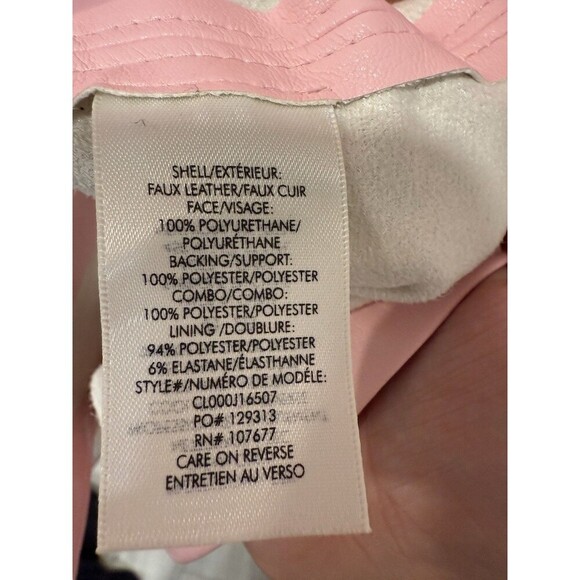 SHELL/EXTÉRIEUR:
FAUX LEATHER/FAUX CUIR
FACE/VISAGE:
100% POLYURETHANE/
POLYURÉTHANE
BACKING/SUPPORT:
100% POLYESTER/POLYESTER
COMBO/COMBO:
100% POLYESTER/POLYESTER
LINING /DOUBLURE:
94% POLYESTER/POLYESTER
6% ELASTANE/ÉLASTHANNE
STYLE#/NUMÉRO DE MODÉLE:
CL000J16507
PO# 129313
RN# 107677
CARE ON REVERSE
ENTRETIEN AU VERSO